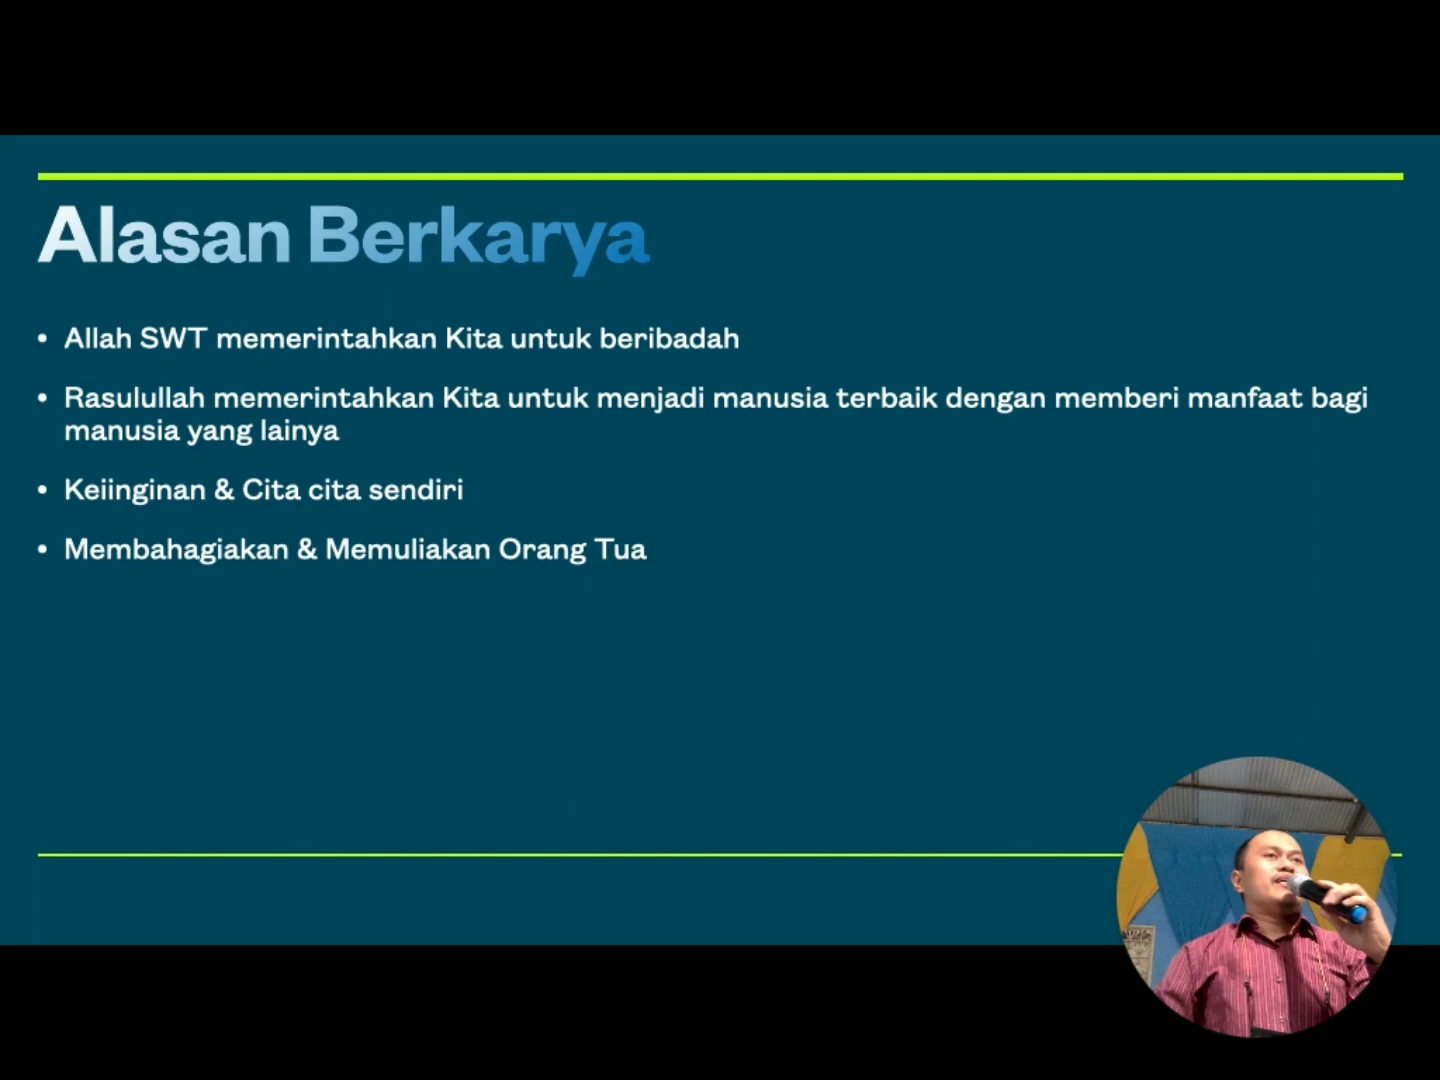 Alasan Berkarya
• Allah SWT memerintahkan Kita untuk beribadah
• Rasulullah memerintahkan Kita untuk menjadi manusia terbaik dengan memberi manfaat bagi
manusia yang lainya
• Keiinginan & Cita cita sendiri
• Membahagiakan & Memuliakan Orang Tua